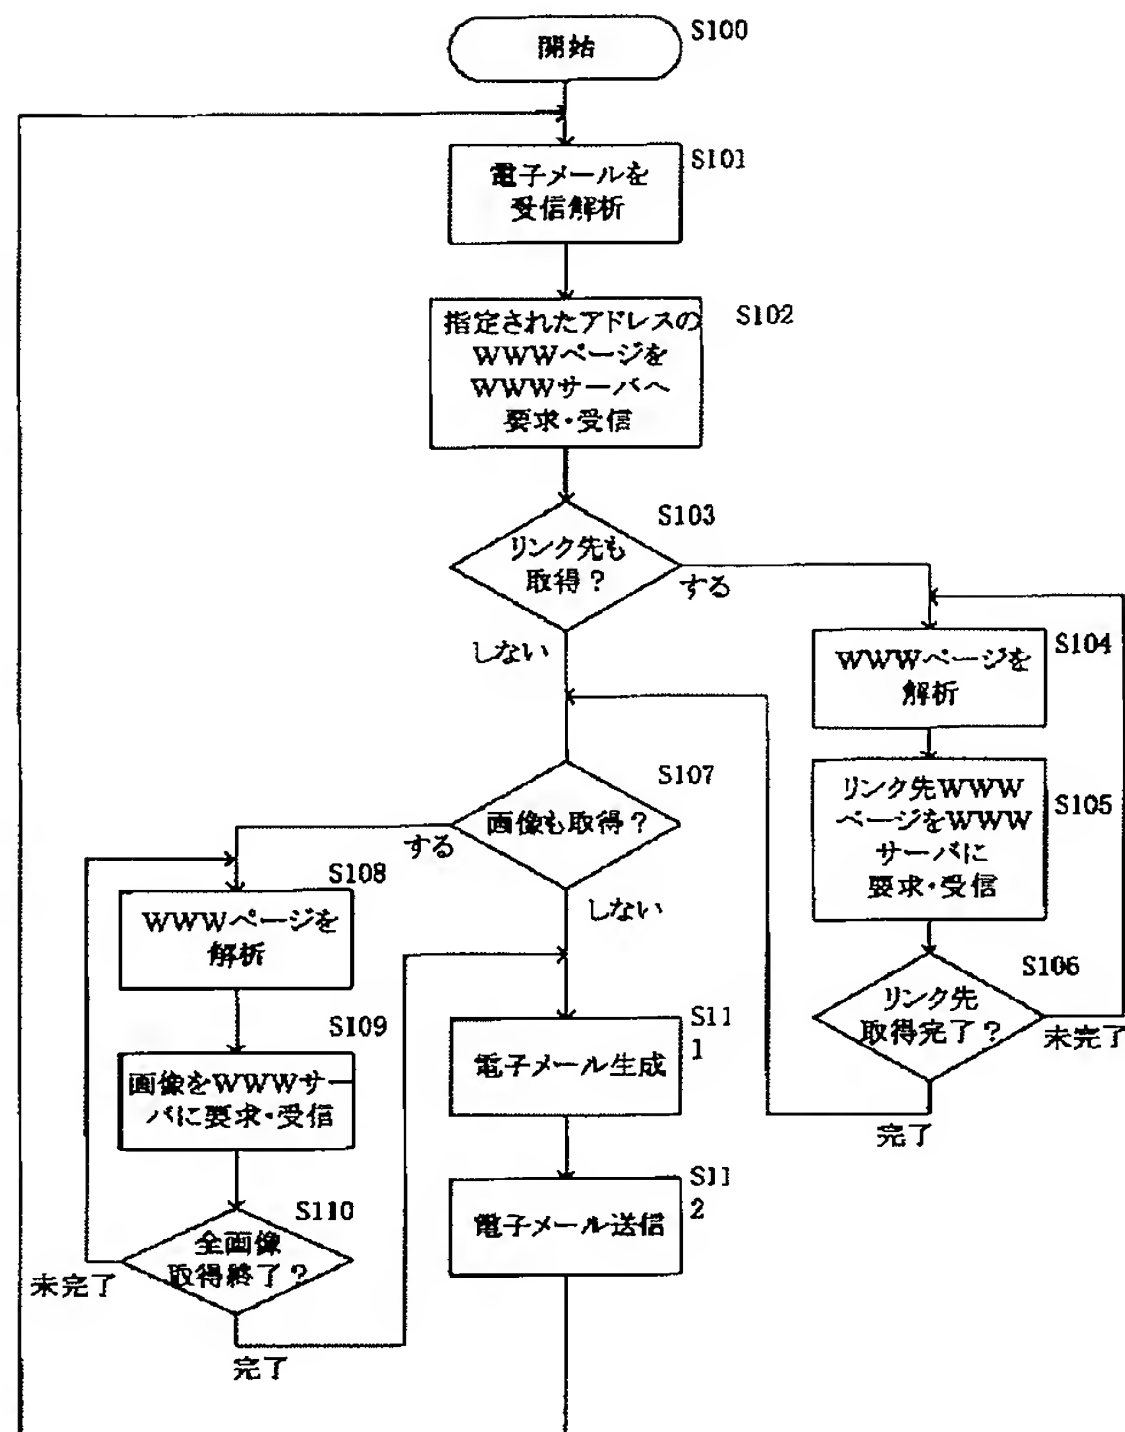 開始
S100
電子メールを
受信解析
S101
指定されたアドレスの
WWWページを
WWWサーバへ
要求・受信
S102
リンク先も
取得？
S103
する
しない
WWWページを
解析
S104
リンク先WWW
ページをWWW
サーバに
要求・受信
S105
リンク先
取得完了？
S106
未完了
完了
画像も取得？
S107
する
しない
WWWページを
解析
S108
画像をWWWサー
バに要求・受信
S109
全画像
取得終了？
S110
未完了
完了
電子メール生成
S11
1
電子メール送信
S11
2